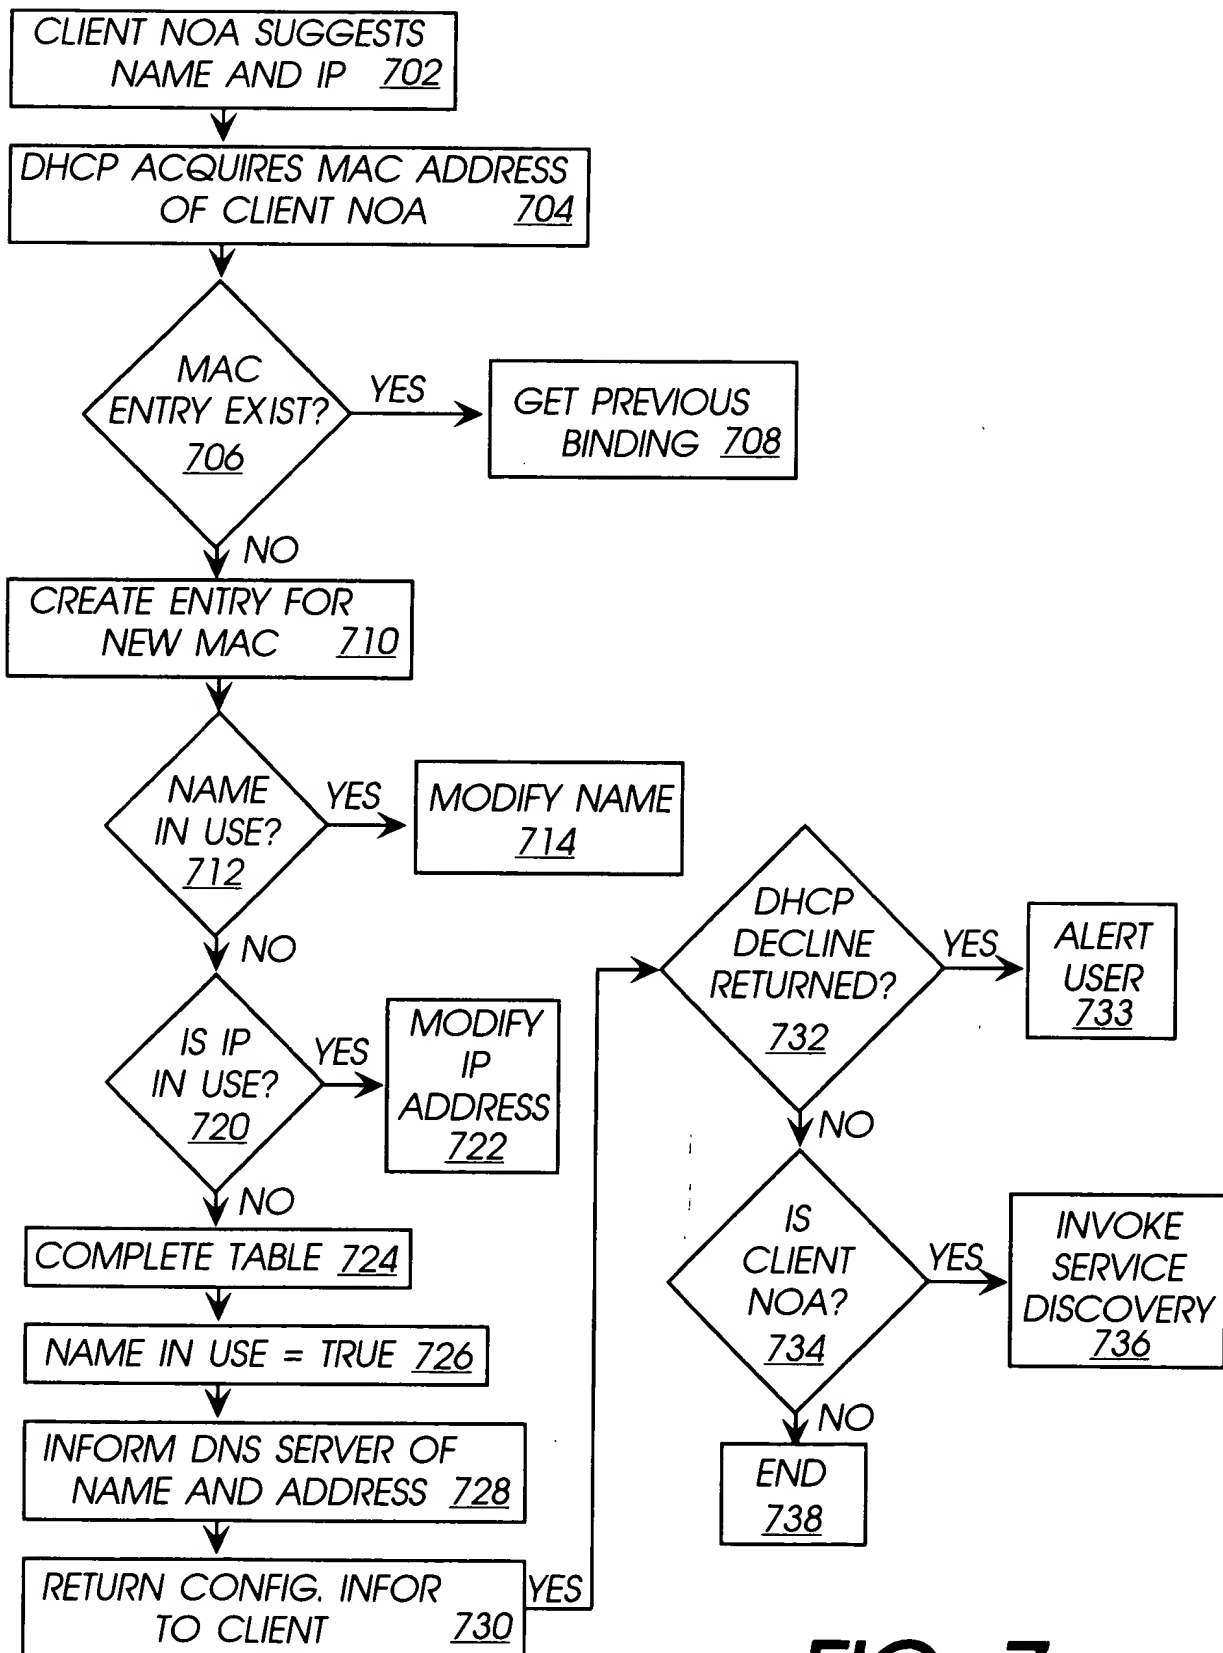 CLIENT NOA SUGGESTS
NAME AND IP 702
DHCP ACQUIRES MAC ADDRESS
OF CLIENT NOA 704
MAC
ENTRY EXIST?
706
YES
GET PREVIOUS
BINDING 708
NO
CREATE ENTRY FOR
NEW MAC 710
NAME
IN USE?
712
YES
MODIFY NAME
714
NO
IS IP
IN USE?
720
YES
MODIFY
IP
ADDRESS
722
NO
COMPLETE TABLE 724
NAME IN USE = TRUE 726
INFORM DNS SERVER OF
NAME AND ADDRESS 728
RETURN CONFIG. INFOR
TO CLIENT 730
YES
DHCP
DECLINE
RETURNED?
732
YES
ALERT
USER
733
NO
IS
CLIENT
NOA?
734
YES
INVOKE
SERVICE
DISCOVERY
736
NO
END
738